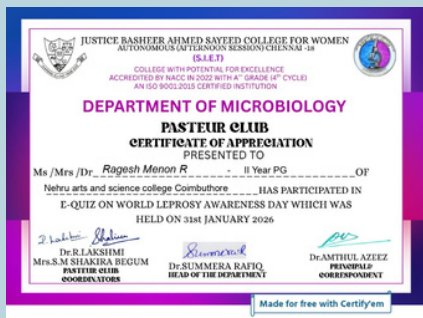 JUSTICE BASHEER AHMED SAYEED COLLEGE FOR WOMEN
AUTONOMOUS (AFTERNOON SESSION) CHENNAI -18
(S.I.E.T)
COLLEGE WITH POTENTIAL FOR EXCELLENCE
ACCREDITED BY NACC IN 2022 WITH A+ GRADE (4TH CYCLE)
AN ISO 9001:2015 CERTIFIED INSTITUTION
DEPARTMENT OF MICROBIOLOGY
PASTEUR CLUB
CERTIFICATE OF APPRECIATION
PRESENTED TO
Ms /Mrs /Dr Ragesh Menon R - II Year PG OF
Nehru arts and science college Coimbuthore HAS PARTICIPATED IN
E-QUIZ ON WORLD LEPROSY AWARENESS DAY WHICH WAS
HELD ON 31st JANUARY 2026
Dr.R.LAKSHMI
Mrs.S.M SHAKIRA BEGUM
PASTEUR CLUB
COORDINATORS
Dr.SUMMERA RAFIQ
HEAD OF THE DEPARTMENT
Dr.AMTHUL AZEEZ
PRINCIPAL &
CORRESPONDENT
Made for free with Certify'em